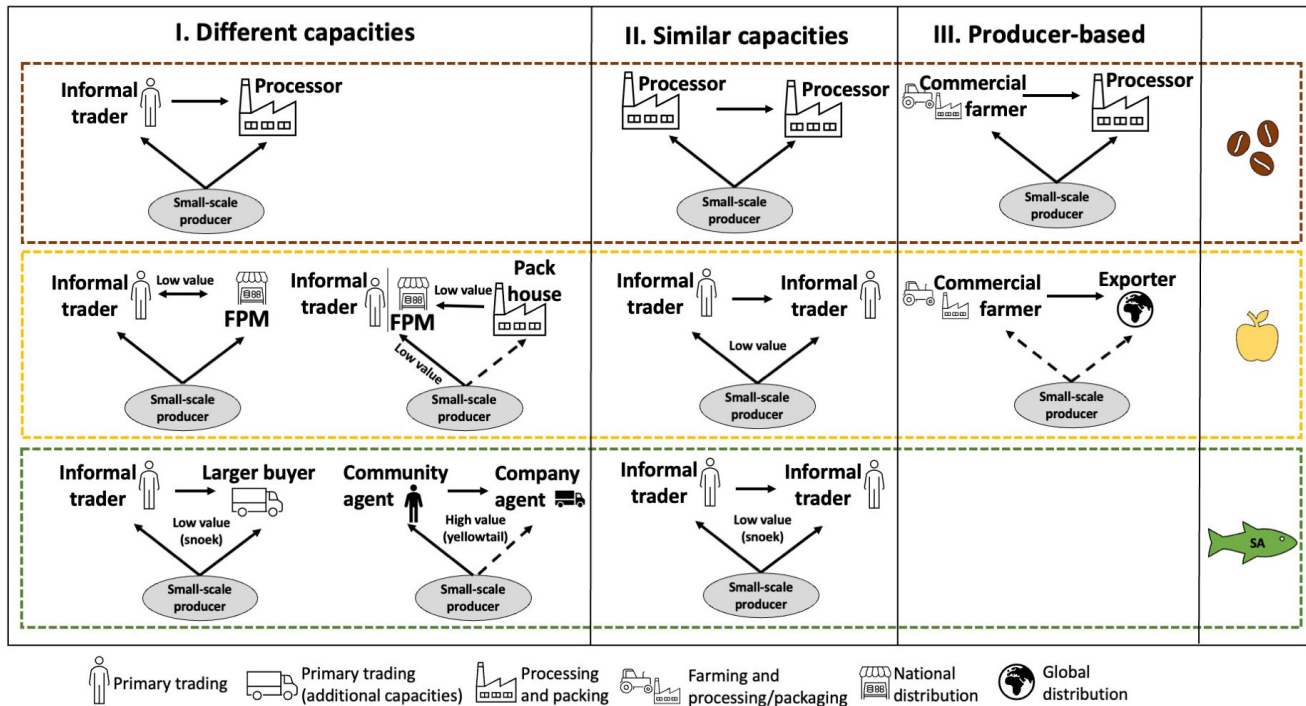 I. Different capacities
II. Similar capacities
III. Producer-based
Informal
trader
Processor
Small-scale
producer
Processor
Processor
Small-scale
producer
Commercial
farmer
Processor
Small-scale
producer
Informal
trader
Low value
FPM
Small-scale
producer
Informal
trader
FPM
Low value
Pack
house
Low value
Small-scale
producer
Informal
trader
Informal
trader
Low value
Small-scale
producer
Commercial
farmer
Exporter
Small-scale
producer
Informal
trader
Larger buyer
Low value
(snoek)
Small-scale
producer
Community
agent
Company
agent
High value
(yellowtail)
Small-scale
producer
Informal
trader
Informal
trader
Low value
(snoek)
Small-scale
producer
SA
Primary trading
Primary trading
(additional capacities)
Processing
and packing
Farming and
processing/packaging
National
distribution
Global
distribution